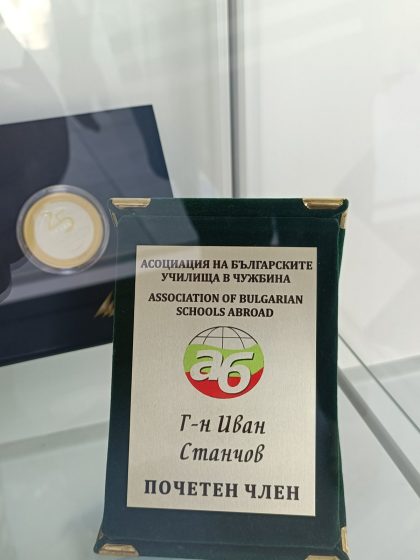 АСОЦИАЦИЯ НА БЪЛГАРСКИТЕ
УЧИЛИЩА В ЧУЖБИНА
ASSOCIATION OF BULGARIAN
SCHOOLS ABROAD
аб
Г-н Иван
Станчов
ПОЧЕТЕН ЧЛЕН